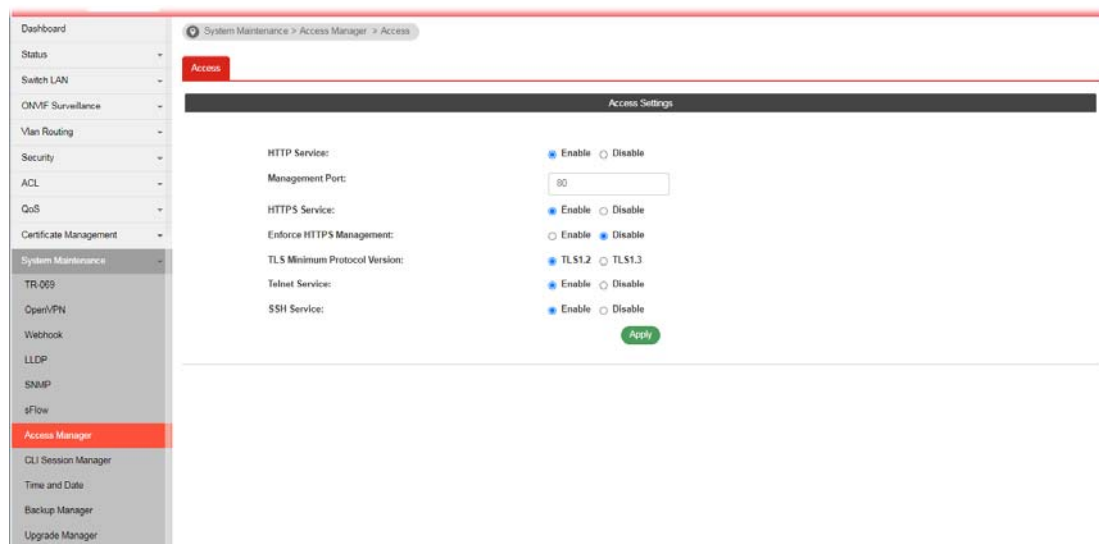 Dashboard
Status
Switch LAN
ONVIF Surveillance
Vlan Routing
Security
ACL
QoS
Certificate Management
System Maintenance
TR-069
OpenVPN
Webhook
LLDP
SNMP
sFlow
Access Manager
CLI Session Manager
Time and Date
Backup Manager
Upgrade Manager
System Maintenance > Access Manager > Access
Access
Access Settings
HTTP Service: Enable Disable
Management Port: 80
HTTPS Service: Enable Disable
Enforce HTTPS Management: Enable Disable
TLS Minimum Protocol Version: TLS1.2 TLS1.3
Telnet Service: Enable Disable
SSH Service: Enable Disable
Apply